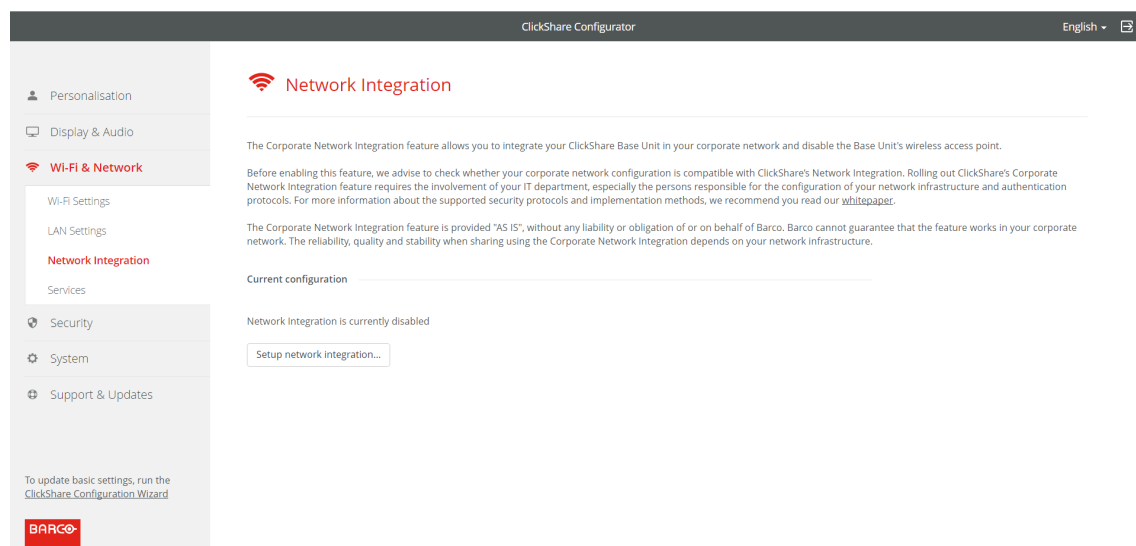 ClickShare Configurator
English
Personalisation
Display & Audio
Wi-Fi & Network
Wi-Fi Settings
LAN Settings
Network Integration
Services
Security
System
Support & Updates
To update basic settings, run the
ClickShare Configuration Wizard
BARCO
Network Integration
The Corporate Network Integration feature allows you to integrate your ClickShare Base Unit in your corporate network and disable the Base Unit's wireless access point.
Before enabling this feature, we advise to check whether your corporate network configuration is compatible with ClickShare's Network Integration. Rolling out ClickShare's Corporate
Network Integration feature requires the involvement of your IT department, especially the persons responsible for the configuration of your network infrastructure and authentication
protocols. For more information about the supported security protocols and implementation methods, we recommend you read our whitepaper.
The Corporate Network Integration feature is provided "AS IS", without any liability or obligation of or on behalf of Barco. Barco cannot guarantee that the feature works in your corporate
network. The reliability, quality and stability when sharing using the Corporate Network Integration depends on your network infrastructure.
Current configuration
Network Integration is currently disabled
Setup network integration...